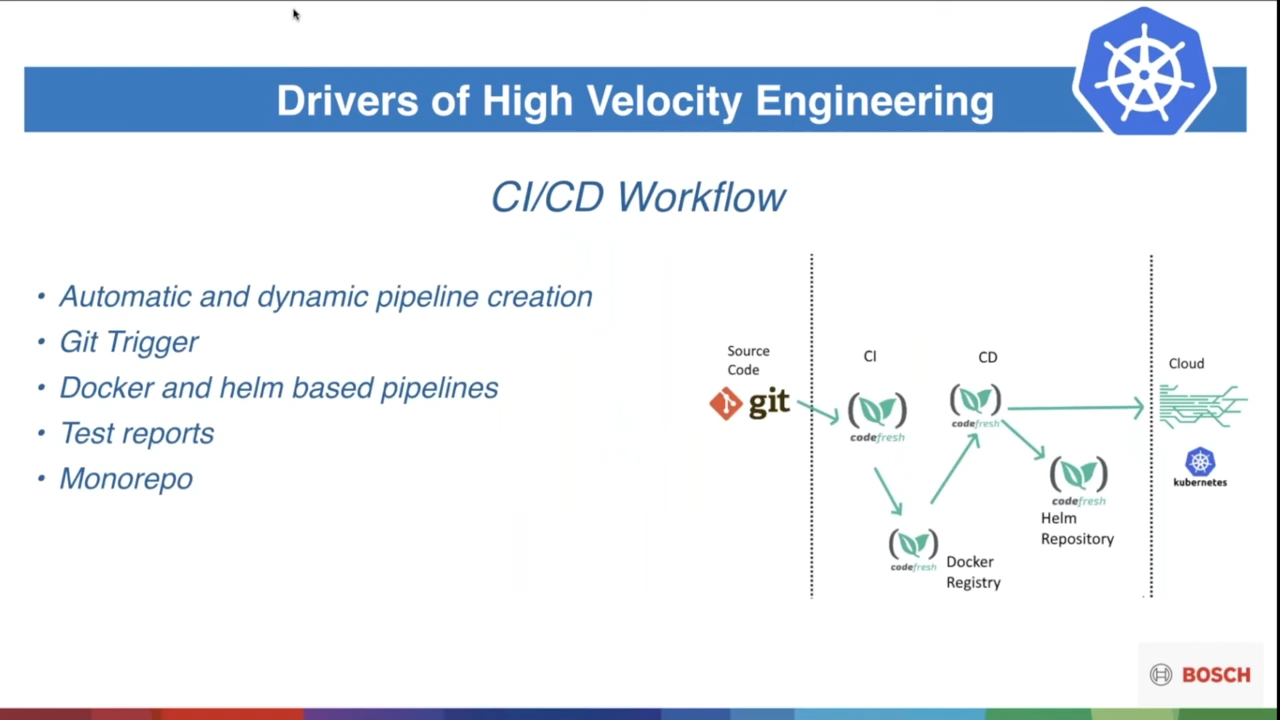 Drivers of High Velocity Engineering
CI/CD Workflow
• Automatic and dynamic pipeline creation
• Git Trigger
• Docker and helm based pipelines
• Test reports
• Monorepo
Source
Code
git
CI
codefresh
CD
codefresh
codefresh
Docker
Registry
codefresh
Helm
Repository
Cloud
kubernetes
BOSCH